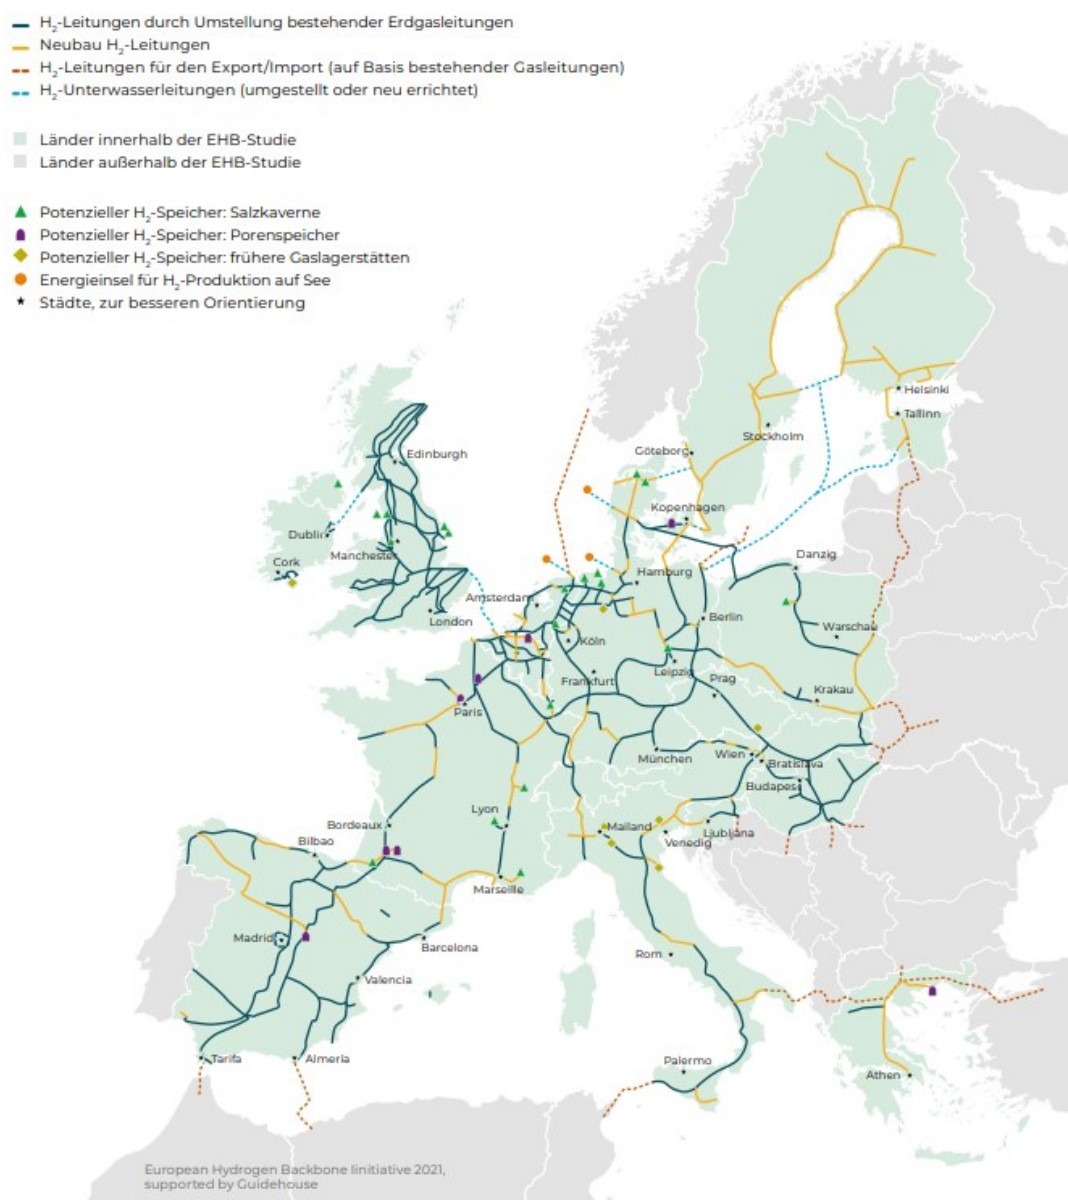 H₂-Leitungen durch Umstellung bestehender Erdgasleitungen
Neubau H₂-Leitungen
H₂-Leitungen für den Export/Import (auf Basis bestehender Gasleitungen)
H₂-Unterwasserleitungen (umgestellt oder neu errichtet)
Länder innerhalb der EHB-Studie
Länder außerhalb der EHB-Studie
Potenzieller H₂-Speicher: Salzkaverne
Potenzieller H₂-Speicher: Porenspeicher
Potenzieller H₂-Speicher: frühere Gaslagerstätten
Energieinsel für H₂-Produktion auf See
Städte, zur besseren Orientierung
Helsinki
Tallinn
Stockholm
Göteborg
Edinburgh
Kopenhagen
Dublin
Manchester
Danzig
Cork
Hamburg
Amsterdam
London
Berlin
Warschau
Köln
Frankfurt
Leipzig
Prag
Krakau
Paris
München
Wien
Bratislava
Budapest
Lyon
Bordeaux
Mailand
Ljubljana
Venedig
Bilbao
Marseille
Madrid
Barcelona
Rom
Valencia
Tarifa
Almeria
Palermo
Athen
European Hydrogen Backbone Iinitiative 2021,
supported by Guidehouse